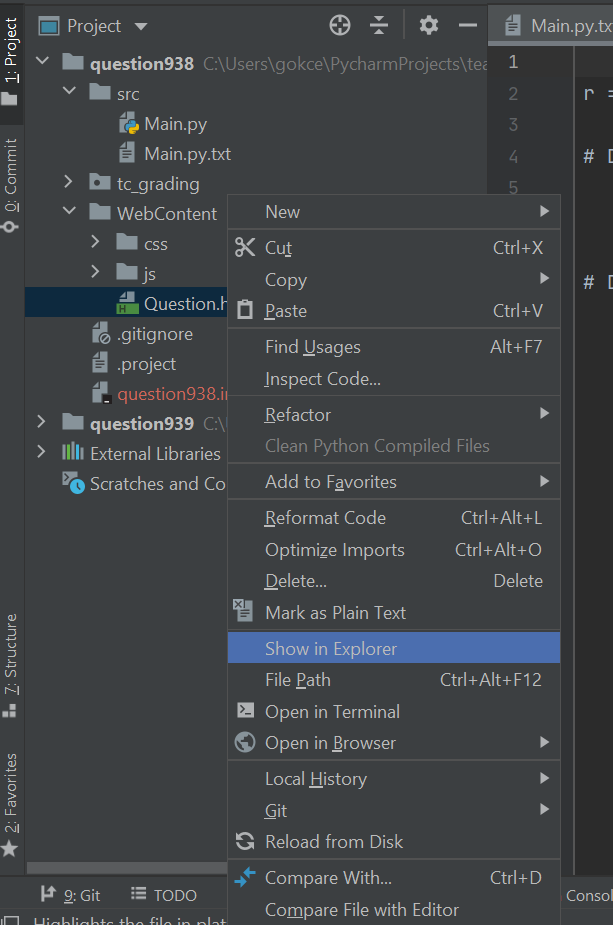 1: Project
0: Commit
7: Structure
2: Favorites
Project
question938 C:\Users\gokce\PycharmProjects\tea
src
Main.py
Main.py.txt
tc_grading
WebContent
css
js
Question.h
.gitignore
.project
question938.im
question939 C:\
External Libraries
Scratches and Co
Main.py.tx
1
2
3
4
5
r =
# D
# D
New
Cut Ctrl+X
Copy
Paste Ctrl+V
Find Usages Alt+F7
Inspect Code...
Refactor
Clean Python Compiled Files
Add to Favorites
Reformat Code Ctrl+Alt+L
Optimize Imports Ctrl+Alt+O
Delete... Delete
Mark as Plain Text
Show in Explorer
File Path Ctrl+Alt+F12
Open in Terminal
Open in Browser
Local History
Git
Reload from Disk
Compare With... Ctrl+D
Compare File with Editor
9: Git TODO
Consol
Highlights the file in plat